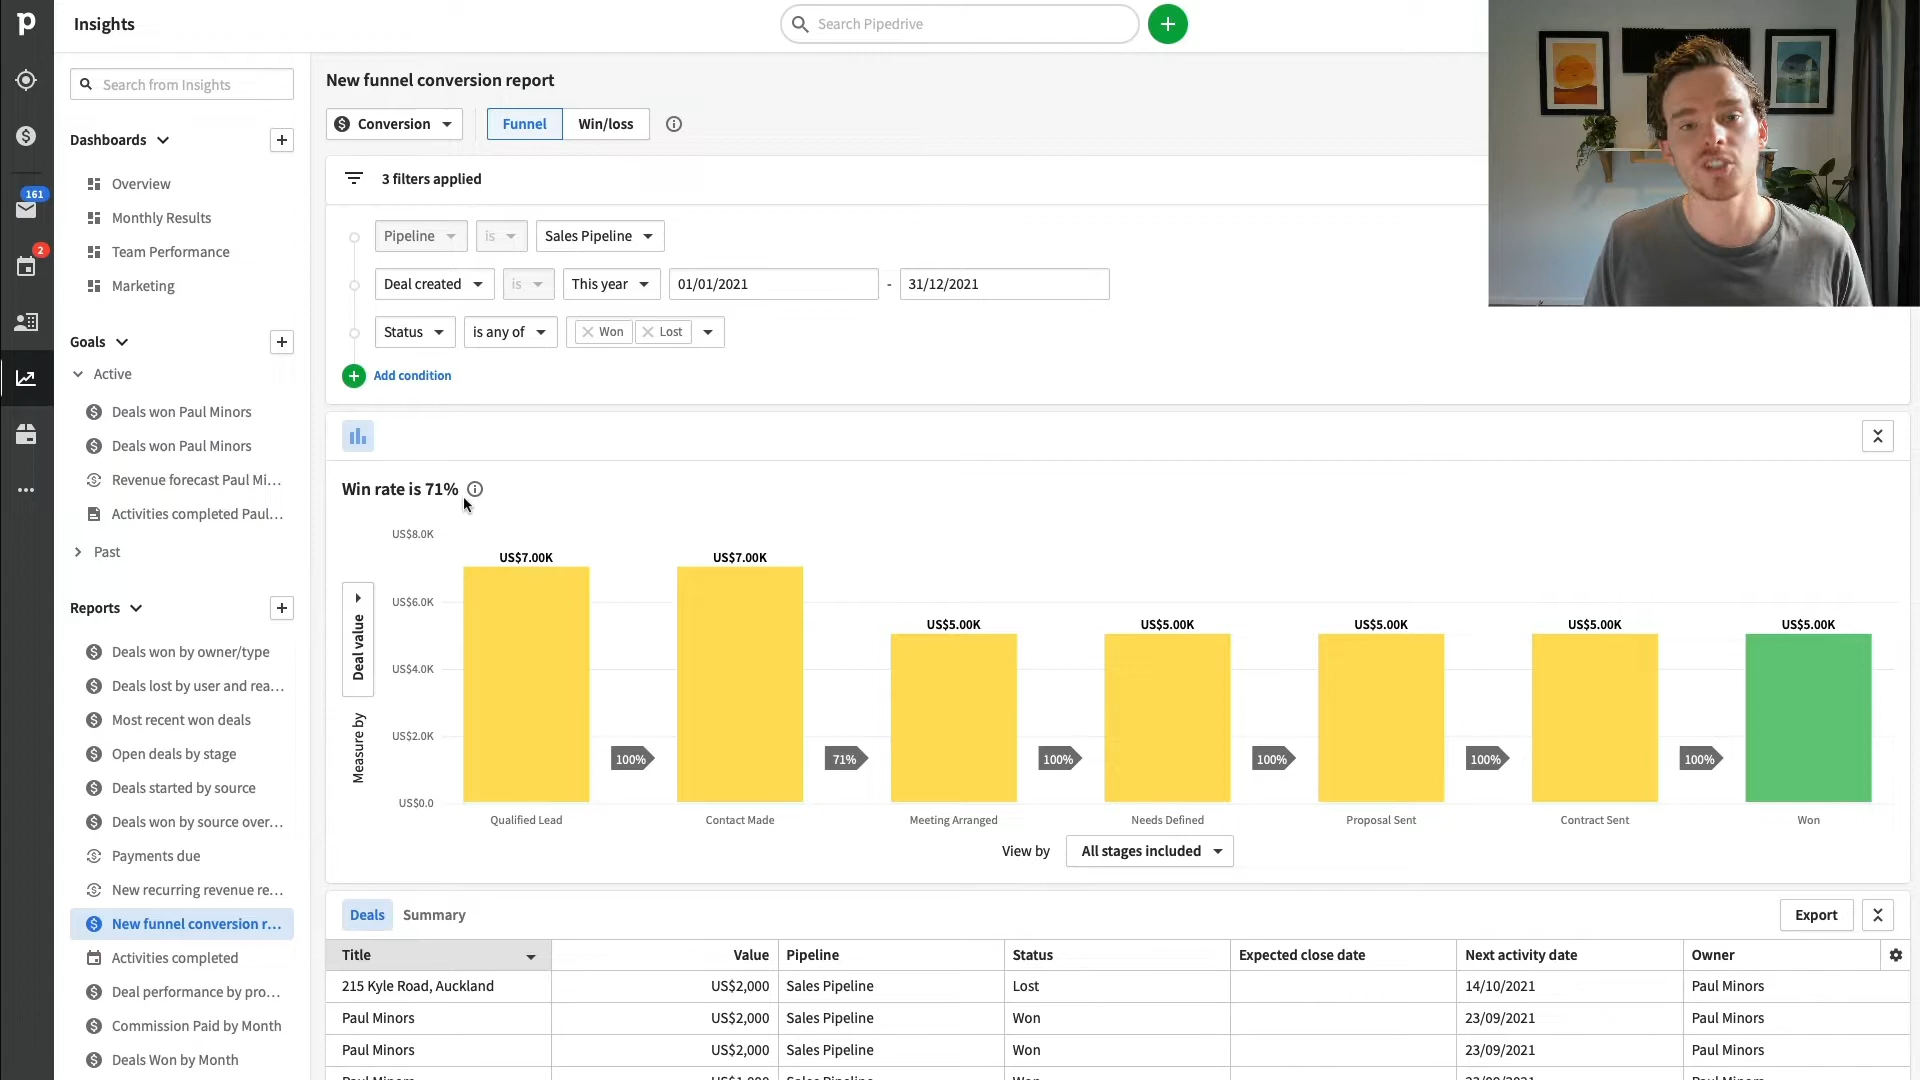 p
Insights
Search Pipedrive
Search from Insights
Dashboards
Overview
Monthly Results
Team Performance
Marketing
Goals
Active
Deals won Paul Minors
Deals won Paul Minors
Revenue forecast Paul Mi...
Activities completed Paul...
Past
Reports
Deals won by owner/type
Deals lost by user and rea...
Most recent won deals
Open deals by stage
Deals started by source
Deals won by source over...
Payments due
New recurring revenue re...
New funnel conversion r...
Activities completed
Deal performance by pro...
Commission Paid by Month
Deals Won by Month
161
2
New funnel conversion report
Conversion Funnel Win/loss
3 filters applied
Pipeline is Sales Pipeline
Deal created is This year 01/01/2021 - 31/12/2021
Status is any of Won Lost
Add condition
Win rate is 71%
US$8.0K
US$6.0K
US$4.0K
US$2.0K
US$0.0
Measure by Deal value
US$7.00K US$7.00K US$5.00K US$5.00K US$5.00K US$5.00K US$5.00K
100% 71% 100% 100% 100% 100%
Qualified Lead Contact Made Meeting Arranged Needs Defined Proposal Sent Contract Sent Won
View by All stages included
Deals Summary Export
Title Value Pipeline Status Expected close date Next activity date Owner
215 Kyle Road, Auckland US$2,000 Sales Pipeline Lost 14/10/2021 Paul Minors
Paul Minors US$2,000 Sales Pipeline Won 23/09/2021 Paul Minors
Paul Minors US$2,000 Sales Pipeline Won 23/09/2021 Paul Minors